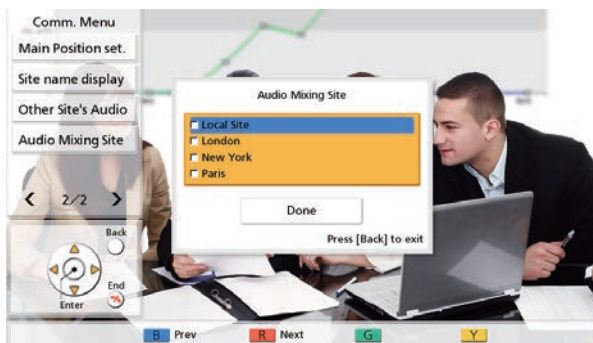 Comm. Menu
Main Position set.
Site name display
Other Site's Audio
Audio Mixing Site
2/2
Back
End
Enter
Audio Mixing Site
Local Site
London
New York
Paris
Done
Press [Back] to exit
B Prev R Next G Y